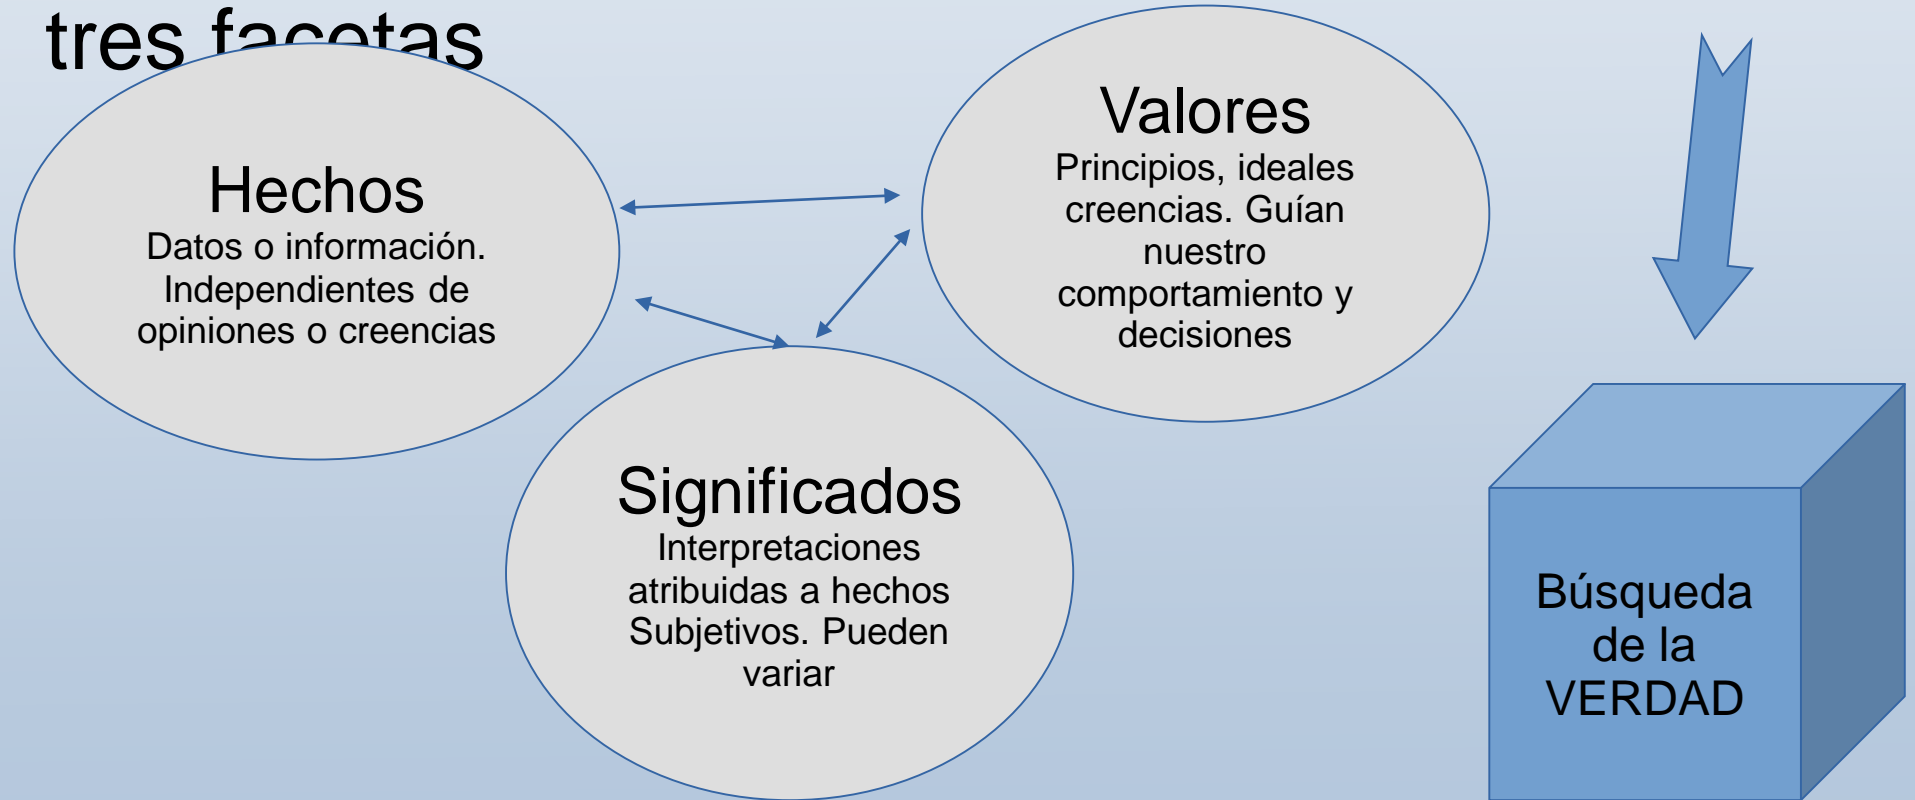 tres facetas
Hechos
Datos o información.
Independientes de
opiniones o creencias
Valores
Principios, ideales
creencias. Guían
nuestro
comportamiento y
decisiones
Significados
Interpretaciones
atribuidas a hechos
Subjetivos. Pueden
variar
Búsqueda
de la
VERDAD